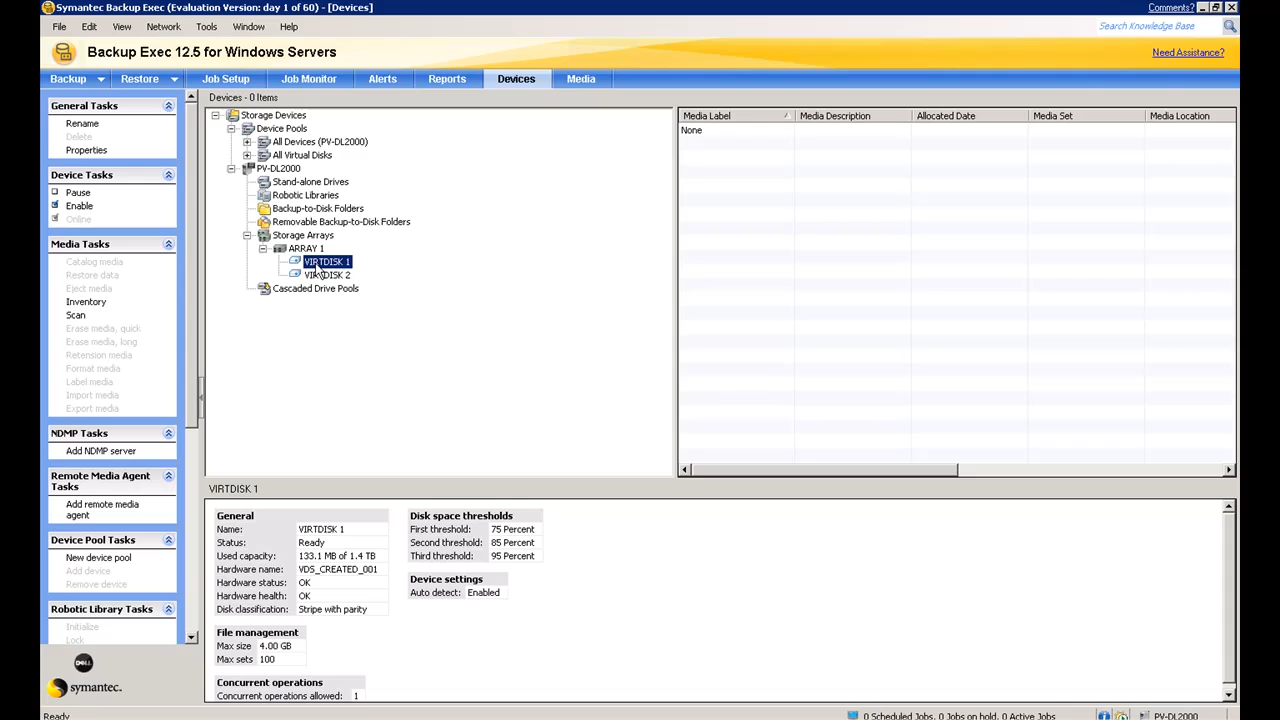 Symantec Backup Exec (Evaluation Version: day 1 of 60) - [Devices]
Comments?
File Edit View Network Tools Window Help
Search Knowledge Base
Backup Exec 12.5 for Windows Servers
Need Assistance?
Backup Restore Job Setup Job Monitor Alerts Reports Devices Media
General Tasks
Rename
Delete
Properties
Device Tasks
Pause
Enable
Online
Media Tasks
Catalog media
Restore data
Eject media
Inventory
Scan
Erase media, quick
Erase media, long
Retension media
Format media
Label media
Import media
Export media
NDMP Tasks
Add NDMP server
Remote Media Agent
Tasks
Add remote media
agent
Device Pool Tasks
New device pool
Add device
Remove device
Robotic Library Tasks
Initialize
Lock
DELL
symantec.
Devices - 0 Items
Storage Devices
Device Pools
All Devices (PV-DL2000)
All Virtual Disks
PV-DL2000
Stand-alone Drives
Robotic Libraries
Backup-to-Disk Folders
Removable Backup-to-Disk Folders
Storage Arrays
ARRAY 1
VIRTDISK 1
VIRTDISK 2
Cascaded Drive Pools
Media Label Media Description Allocated Date Media Set Media Location
None
VIRTDISK 1
General
Name: VIRTDISK 1
Status: Ready
Used capacity: 133.1 MB of 1.4 TB
Hardware name: VDS_CREATED_001
Hardware status: OK
Hardware health: OK
Disk classification: Stripe with parity
File management
Max size 4.00 GB
Max sets 100
Concurrent operations
Concurrent operations allowed: 1
Disk space thresholds
First threshold: 75 Percent
Second threshold: 85 Percent
Third threshold: 95 Percent
Device settings
Auto detect: Enabled
Ready
0 Scheduled Jobs, 0 Jobs on hold, 0 Active Jobs
PV-DL2000